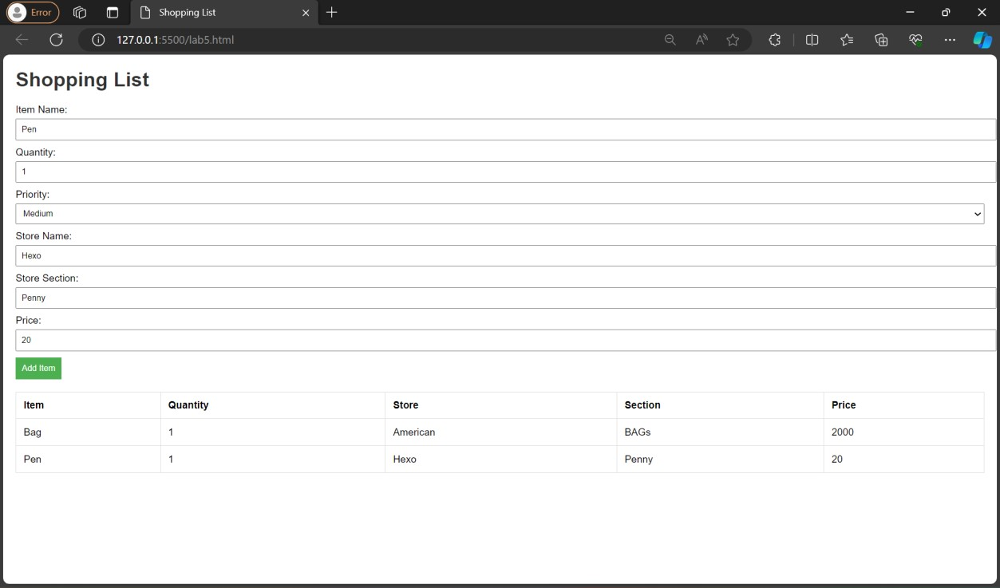 Error
Shopping List
127.0.0.1:5500/lab5.html
Shopping List
Item Name:
Pen
Quantity:
1
Priority:
Medium
Store Name:
Hexo
Store Section:
Penny
Price:
20
Add Item
Item Quantity Store Section Price
Bag 1 American BAGs 2000
Pen 1 Hexo Penny 20